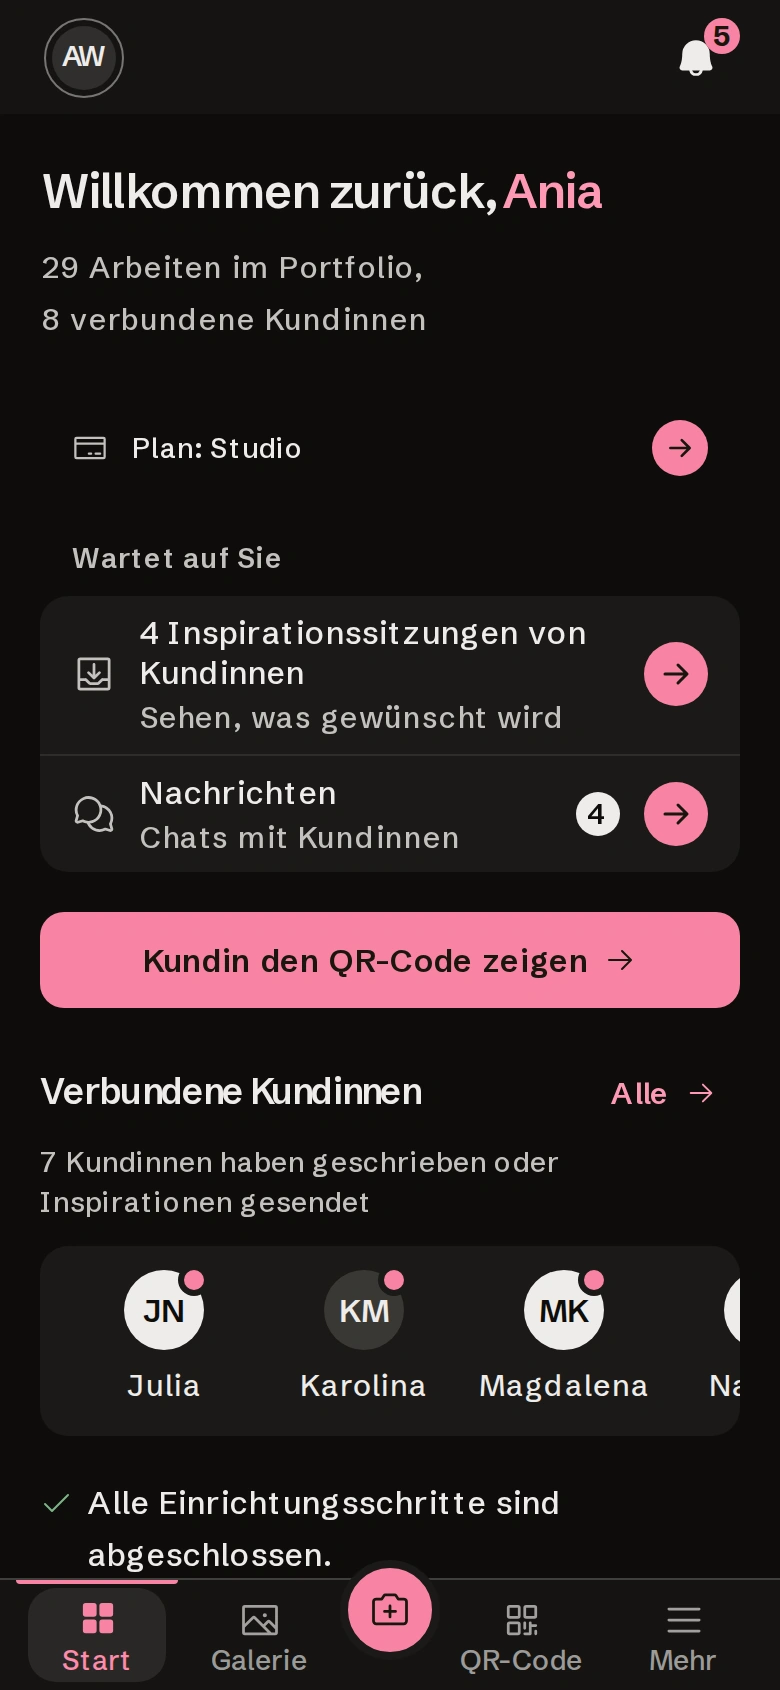 AW
5
Willkommen zurück, Ania
29 Arbeiten im Portfolio,
8 verbundene Kundinnen
Plan: Studio
Wartet auf Sie
4 Inspirationssitzungen von
Kundinnen
Sehen, was gewünscht wird
Nachrichten
Chats mit Kundinnen
4
Kundin den QR-Code zeigen
Verbundene Kundinnen
Alle
7 Kundinnen haben geschrieben oder
Inspirationen gesendet
JN KM MK
Julia Karolina Magdalena
Alle Einrichtungsschritte sind
abgeschlossen.
Start Galerie QR-Code Mehr